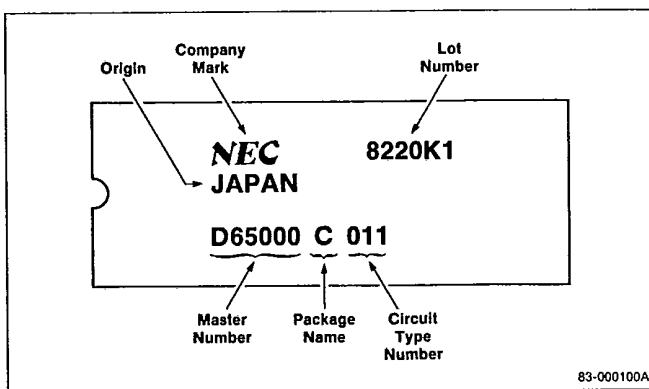 Company
Mark
Origin
Lot
Number
NEC
8220K1
JAPAN
D65000 C 011
Master
Number
Package
Name
Circuit
Type
Number
83-000100A